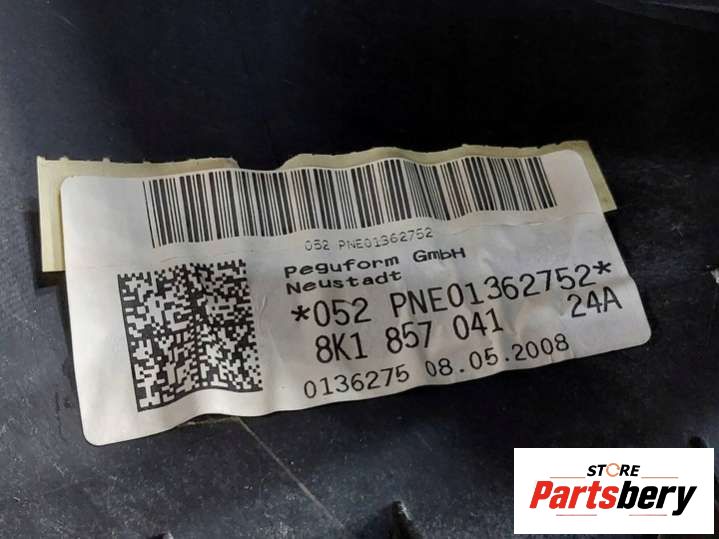 052 PNE01362752
Peguform GmbH
Neustadt
*052 PNE01362752*
8K1 857 041 24A
0136275 08.05.2008
STORE
Partsbery